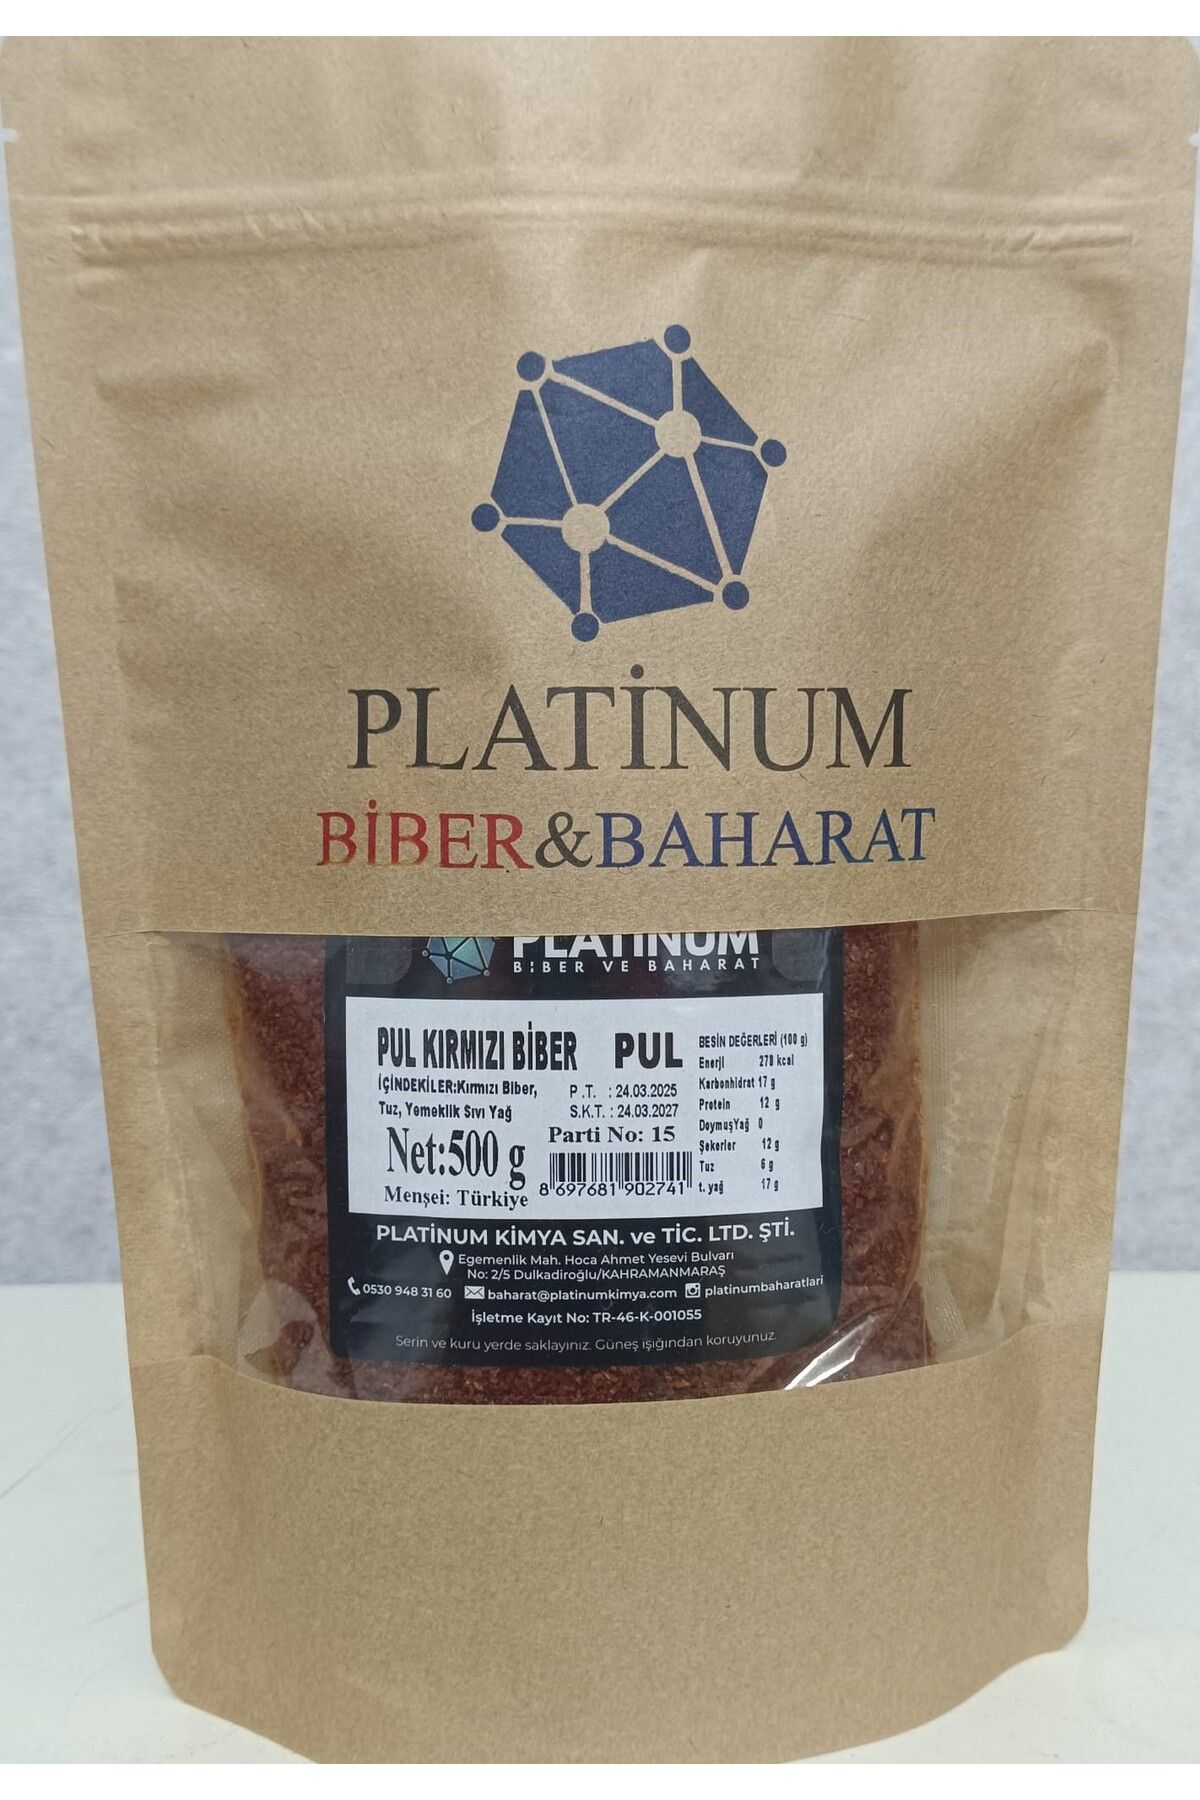 PLATİNUM
BİBER&BAHARAT
PLATINUM
BİBER VE BAHARAT
PUL KIRMIZI BİBER PUL
İÇİNDEKİLER:Kırmızı Biber,
Tuz, Yemeklik Sıvı Yağ
P.T. : 24.03.2025
S.K.T. : 24.03.2027
Net:500 g
Parti No: 15
Menşei: Türkiye
8 697681 902741
BESİN DEĞERLERİ (100 g)
Enerji 278 kcal
Karbonhidrat 17 g
Protein 12 g
DoymuşYağ 0
Şekerler 12 g
Tuz 6 g
t. yağ 17 g
PLATİNUM KİMYA SAN. ve TİC. LTD. ŞTİ.
Egemenlik Mah. Hoca Ahmet Yesevi Bulvarı
No: 2/5 Dulkadiroğlu/KAHRAMANMARAŞ
0530 948 31 60 baharat@platinumkimya.com platinumbaharatlari
İşletme Kayıt No: TR-46-K-001055
Serin ve kuru yerde saklayınız. Güneş ışığından koruyunuz.